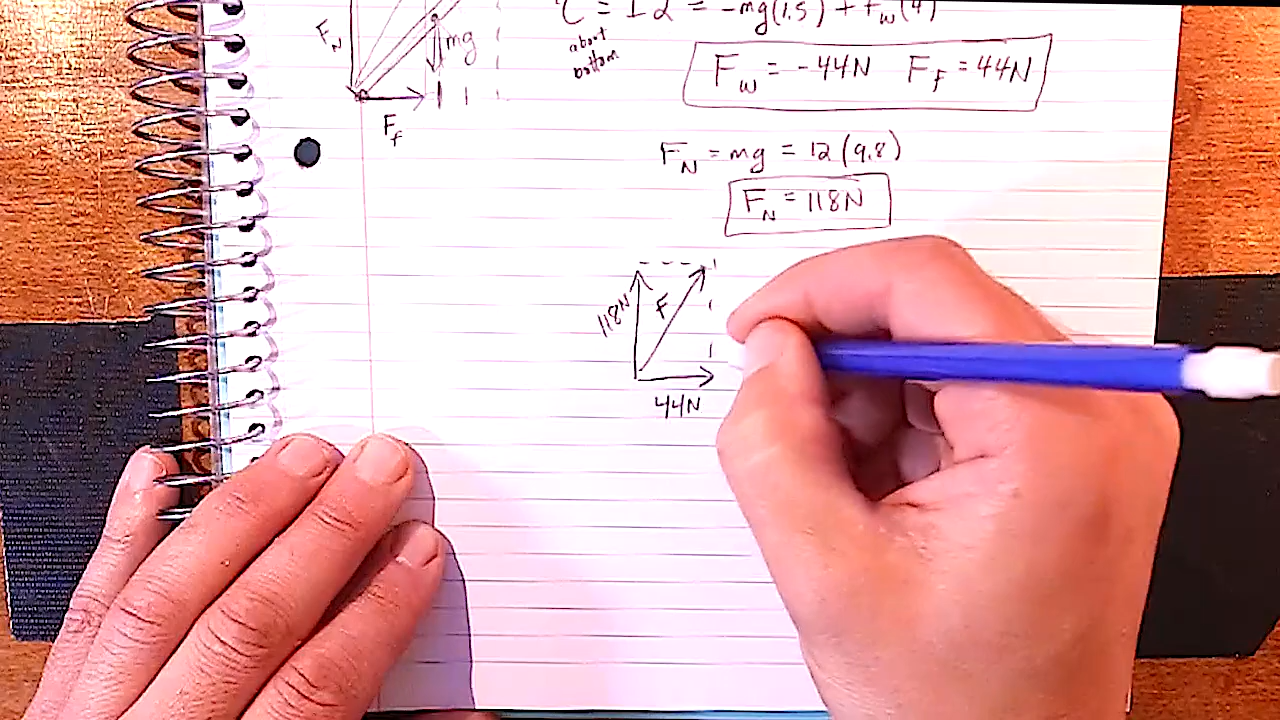 τ = Iα = -mg(1.5) + Fw(4)
about
bottom
F_N
mg
F_w = -44N F_f = 44N
F_f
F_N = mg = 12(9.8)
F_N = 118N
118N
F
44N